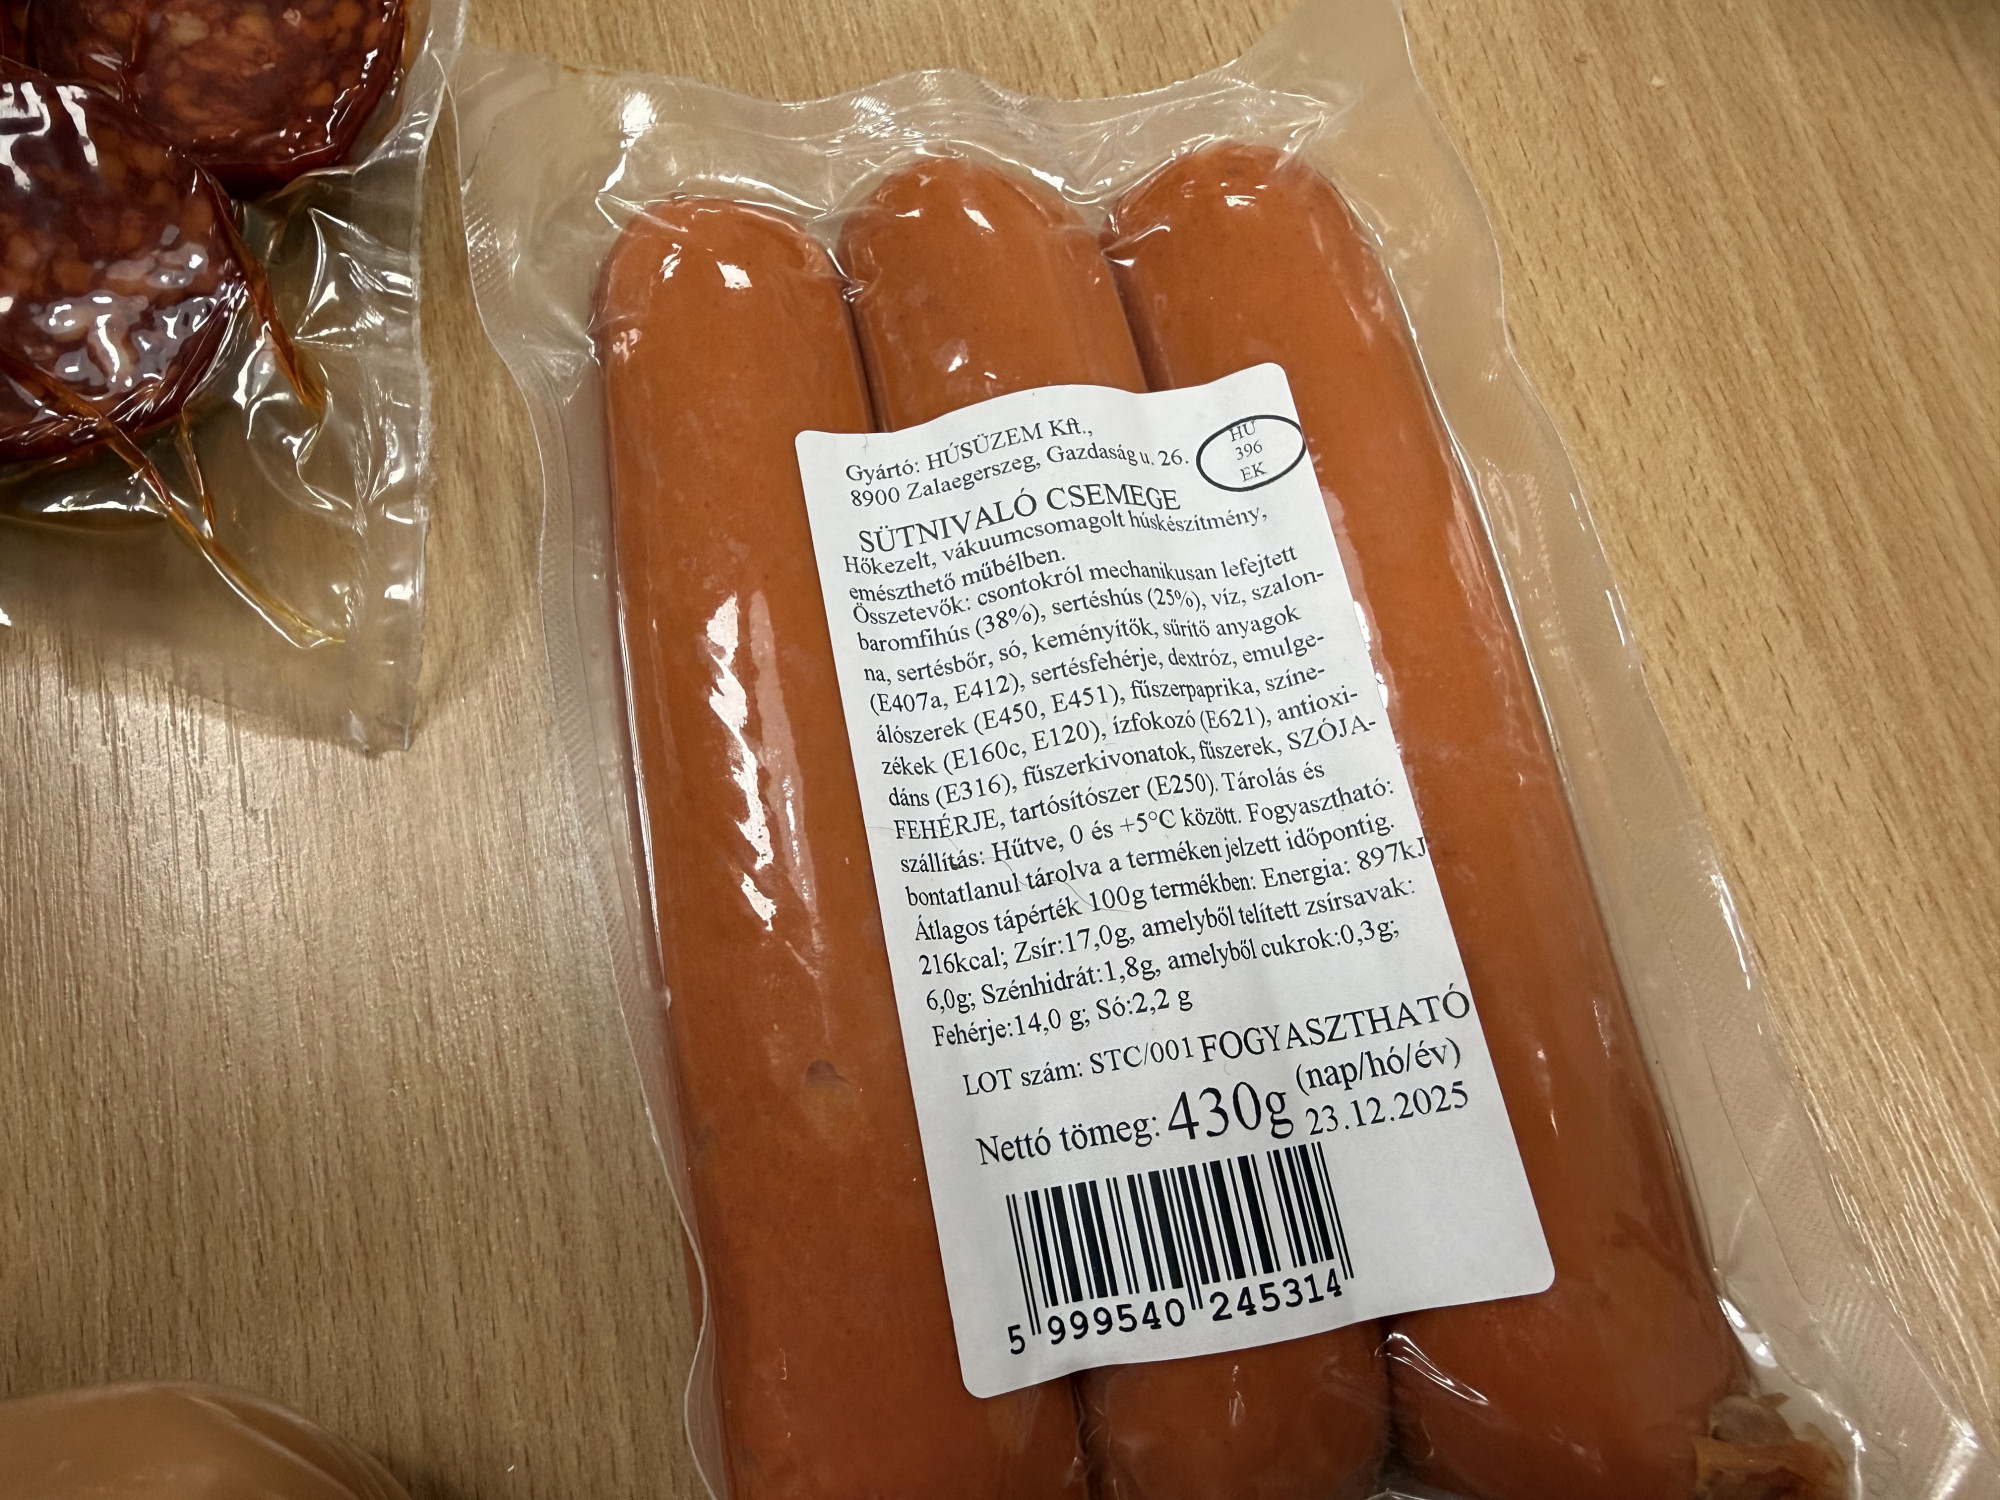 Gyártó: HÚSÜZEM Kft.,
8900 Zalaegerszeg, Gazdaság u. 26.
HU
396
EK
SÜTNIVALÓ CSEMEGE
Hőkezelt, vákuumcsomagolt húskészítmény,
emészthető műbélben.
Összetevők: csontokról mechanikusan lefejtett
baromfihús (38%), sertéshús (25%), víz, szalon-
na, sertésbőr, só, keményítők, sűrítő anyagok
(E407a, E412), sertésfehérje, dextróz, emulge-
álószerek (E450, E451), fűszerpaprika, színe-
zékek (E160c, E120), ízfokozó (E621), antioxi-
dáns (E316), fűszerkivonatok, fűszerek, SZÓJA-
FEHÉRJE, tartósítószer (E250). Tárolás és
szállítás: Hűtve, 0 és +5°C között. Fogyasztható:
bontatlanul tárolva a terméken jelzett időpontig.
Átlagos tápérték 100g termékben: Energia: 897kJ
216kcal; Zsír:17,0g, amelyből telített zsírsavak:
6,0g; Szénhidrát:1,8g, amelyből cukrok:0,3g;
Fehérje:14,0 g; Só:2,2 g
LOT szám: STC/001 FOGYASZTHATÓ
(nap/hó/év)
Nettó tömeg: 430g 23.12.2025
5 999540 245314